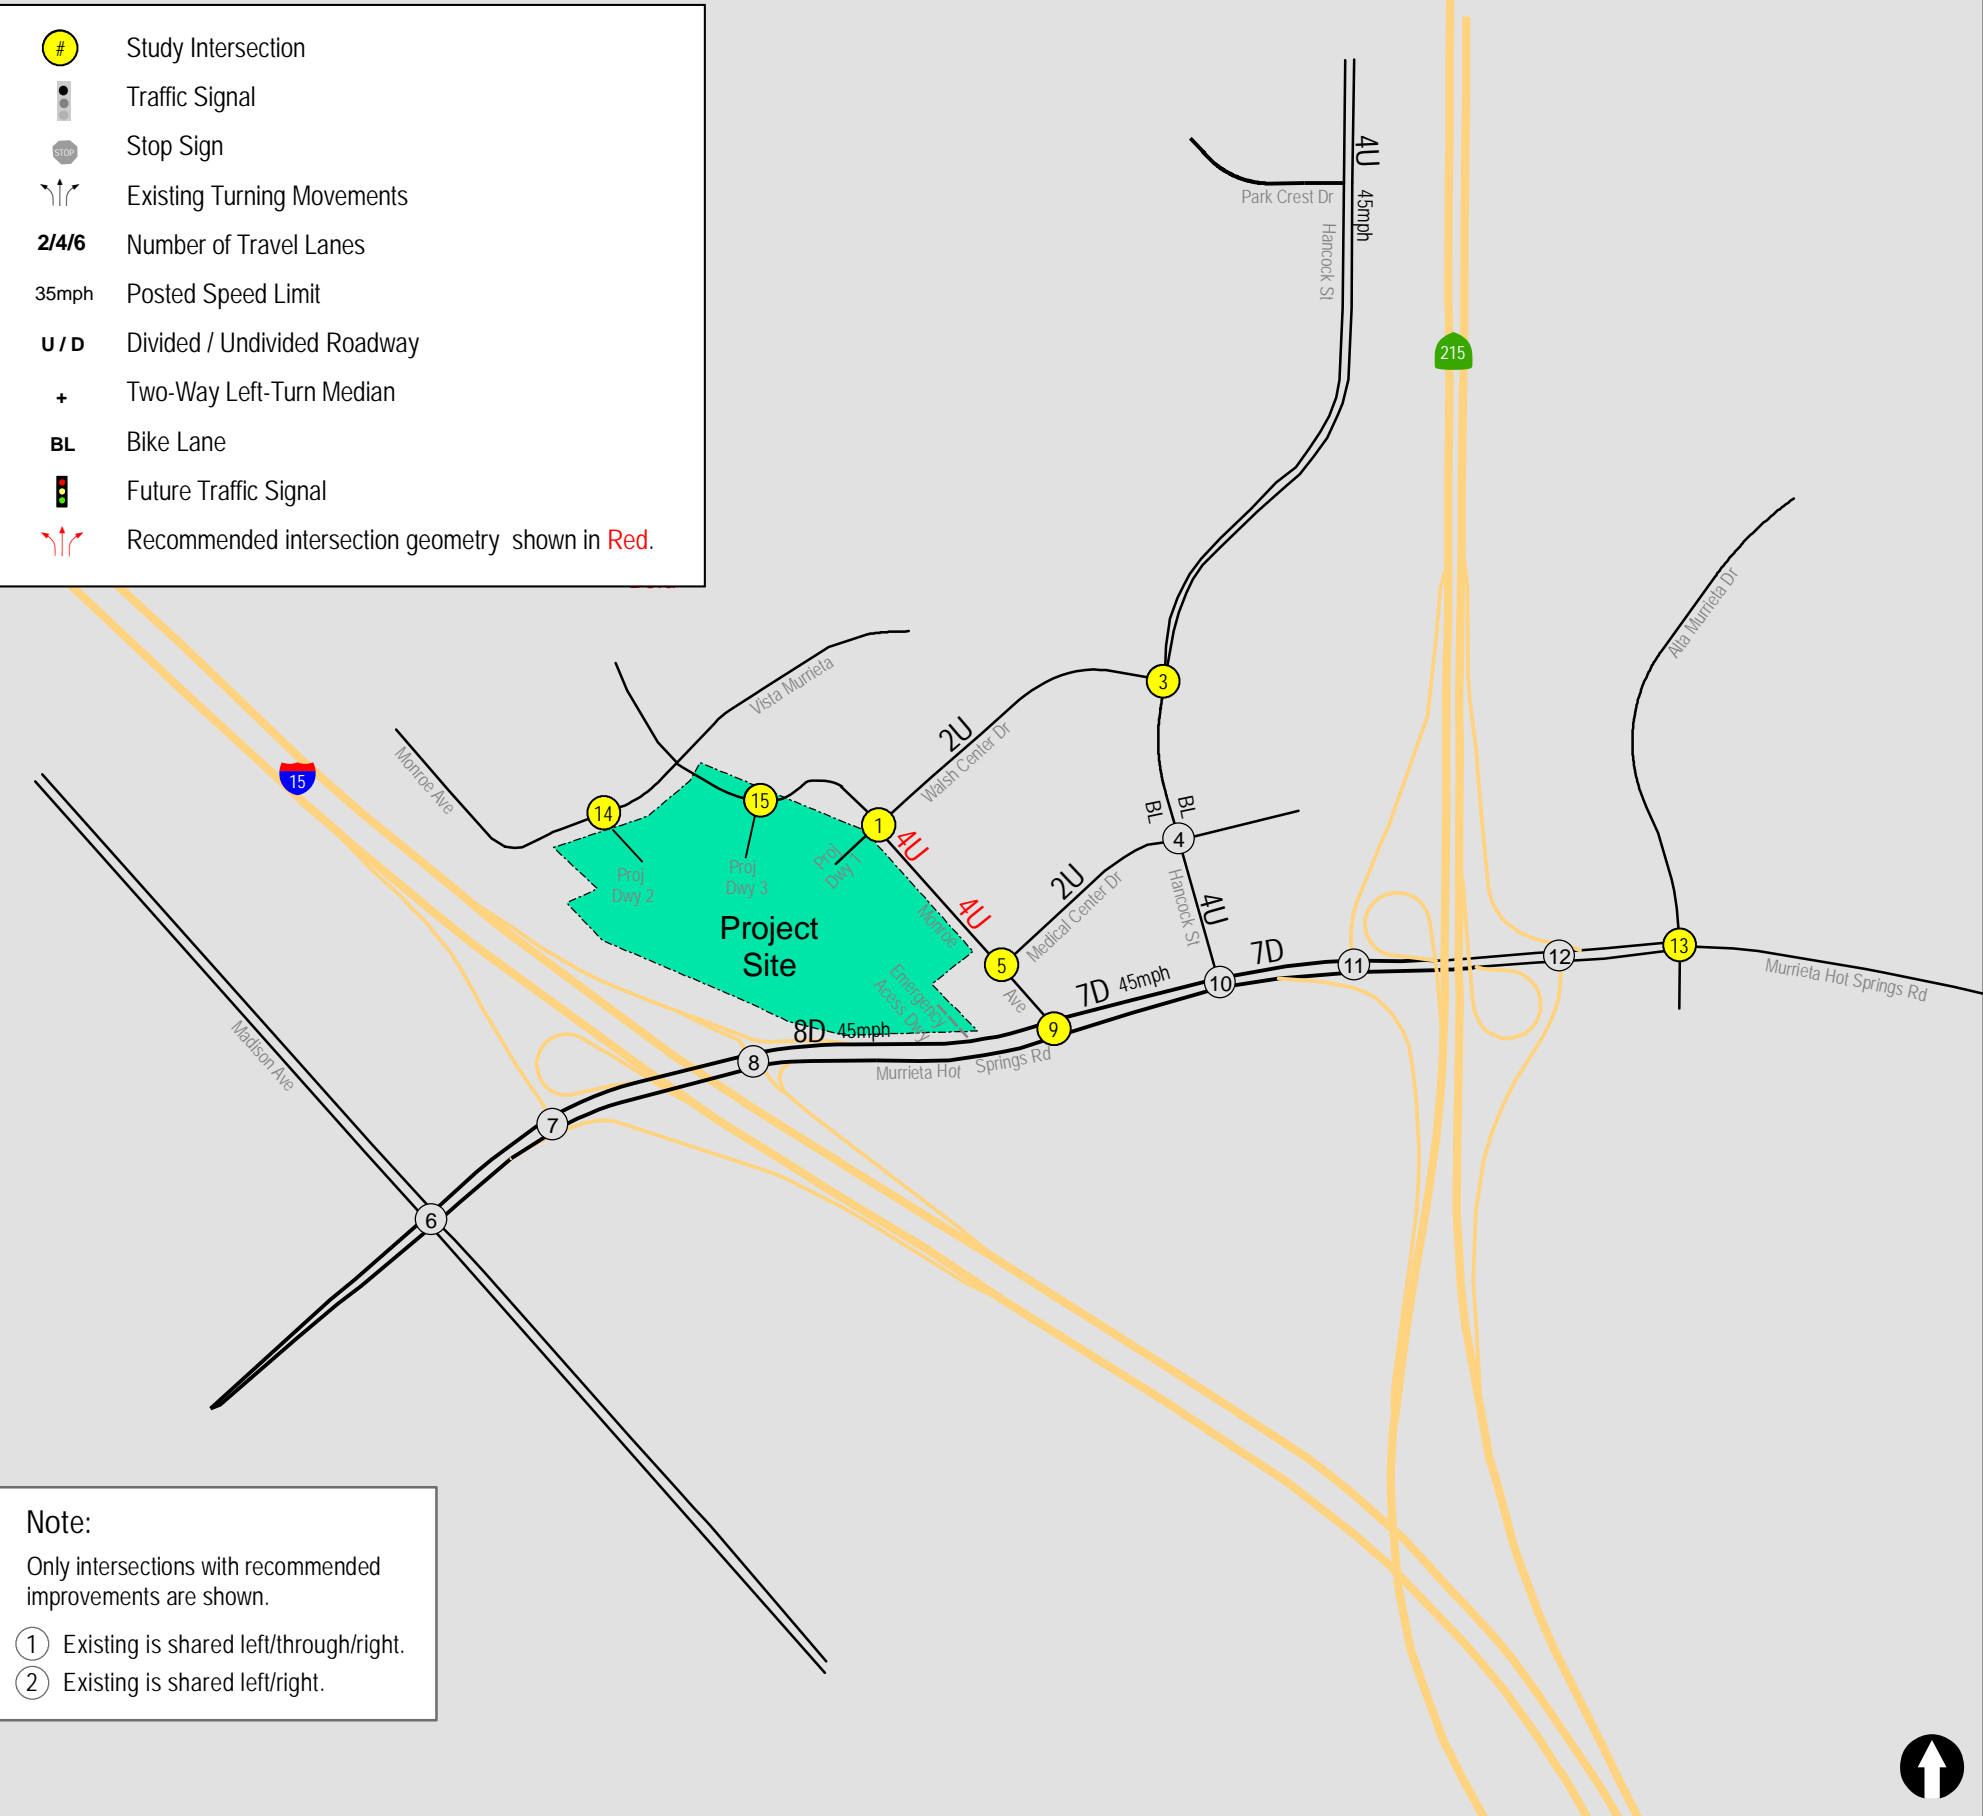 # Study Intersection
Traffic Signal
STOP Stop Sign
Existing Turning Movements
2/4/6 Number of Travel Lanes
35mph Posted Speed Limit
U / D Divided / Undivided Roadway
+ Two-Way Left-Turn Median
BL Bike Lane
Future Traffic Signal
Recommended intersection geometry shown in Red.
4U
45mph
Park Crest Dr
Hancock St
215
Alta Murrieta Dr
Vista Murrieta
3
2U
Walsh Center Dr
Monroe Ave
15
14
15
1
4U
BL
BL
4
Proj
Dwy 1
Proj
Dwy 2
Proj
Dwy 3
2U
Medical Center Dr
Hancock St
4U
4U
Monroe
Ave
Project
Site
5
7D
11
12
13
Murrieta Hot Springs Rd
10
7D 45mph
Emergency
Acess Dwy
9
8D 45mph
8
Murrieta Hot Springs Rd
Madison Ave
7
6
Note:
Only intersections with recommended
improvements are shown.
1 Existing is shared left/through/right.
2 Existing is shared left/right.